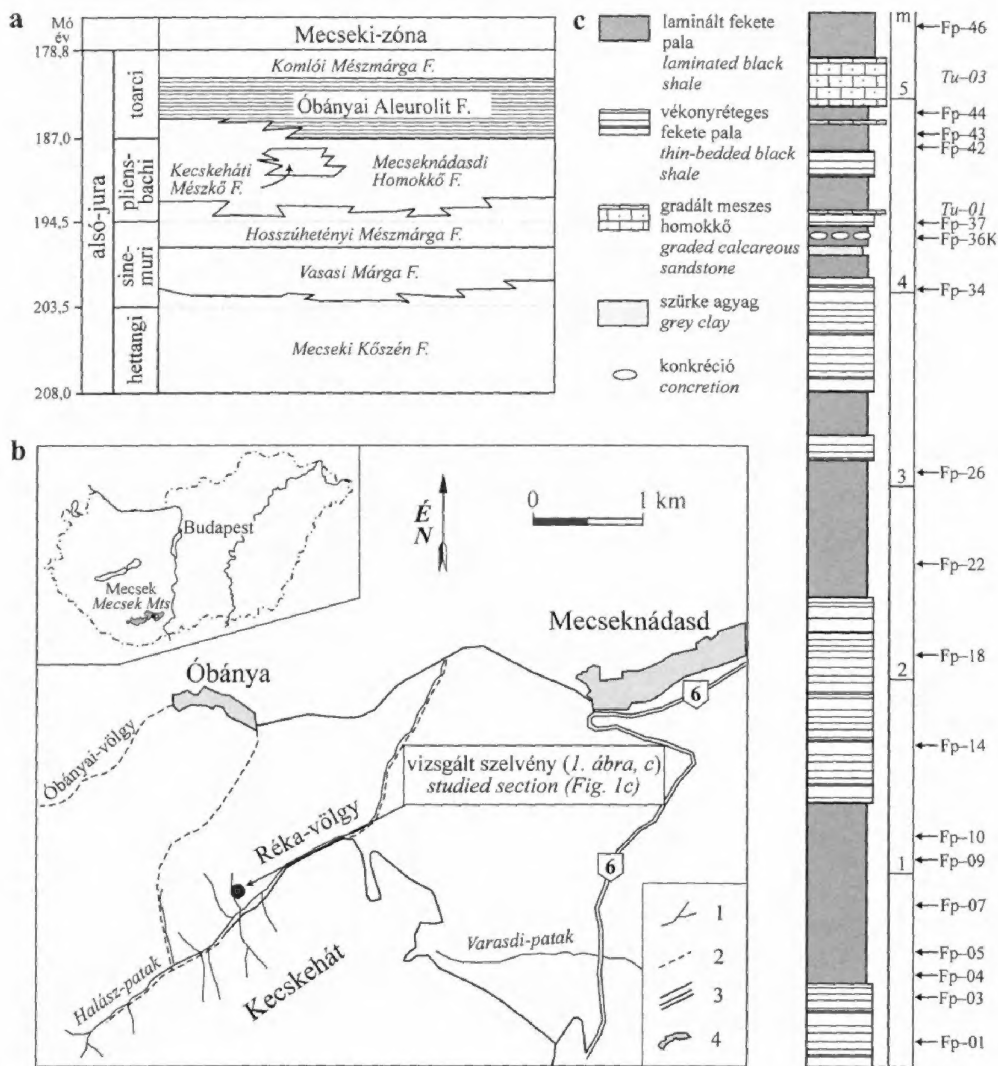 a
Mó
év
Mecseki-zóna
178,8
187,0
194,5
203,5
208,0
alsó-jura
toarci
pliens-
bachi
sine-
muri
hettangi
Komlói Mészmárga F.
Óbányai Aleurolit F.
Kecskeháti
Mészkő F.
Mecseknádasdi
Homokkő F.
Hosszúhetényi Mészmárga F.
Vasasi Márga F.
Mecseki Kőszén F.
b
Budapest
Mecsek
Mecsek Mts
É
N
0 1 km
Mecseknádasd
Óbánya
Óbányai-völgy
6
vizsgált szelvény (1. ábra, c)
studied section (Fig. 1c)
Réka-völgy
6
Halász-patak
Kecskehát
Varasdi-patak
1
2
3
4
c
laminált fekete
pala
laminated black
shale
vékonyréteges
fekete pala
thin-bedded black
shale
gradált meszes
homokkő
graded calcareous
sandstone
szürke agyag
grey clay
konkréció
concretion
m
5
4
3
2
1
Fp–46
Tu–03
Fp–44
Fp–43
Fp–42
Tu–01
Fp–37
Fp–36K
Fp–34
Fp–26
Fp–22
Fp–18
Fp–14
Fp–10
Fp–09
Fp–07
Fp–05
Fp–04
Fp–03
Fp–01